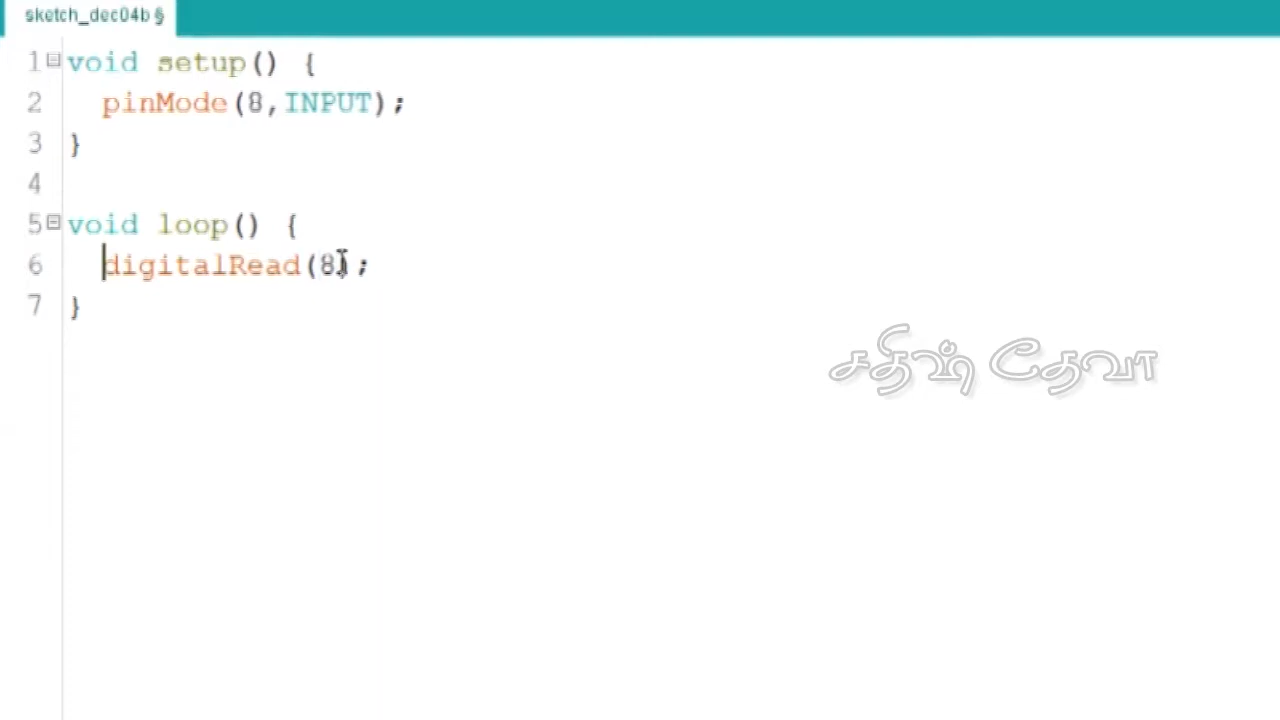 sketch_dec04b §
1 void setup() {
2 pinMode(8,INPUT);
3 }
4
5 void loop() {
6 digitalRead(8);
7 }
சதிஷ் தேவா